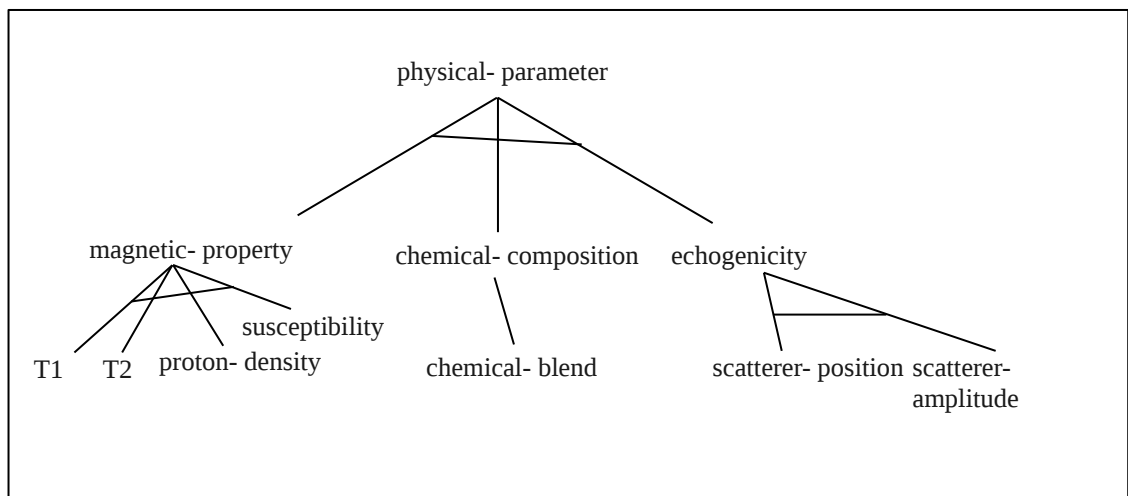 physical- parameter
magnetic- property
chemical- composition
echogenicity
susceptibility
T1
T2
proton- density
chemical- blend
scatterer- position
scatterer-
amplitude